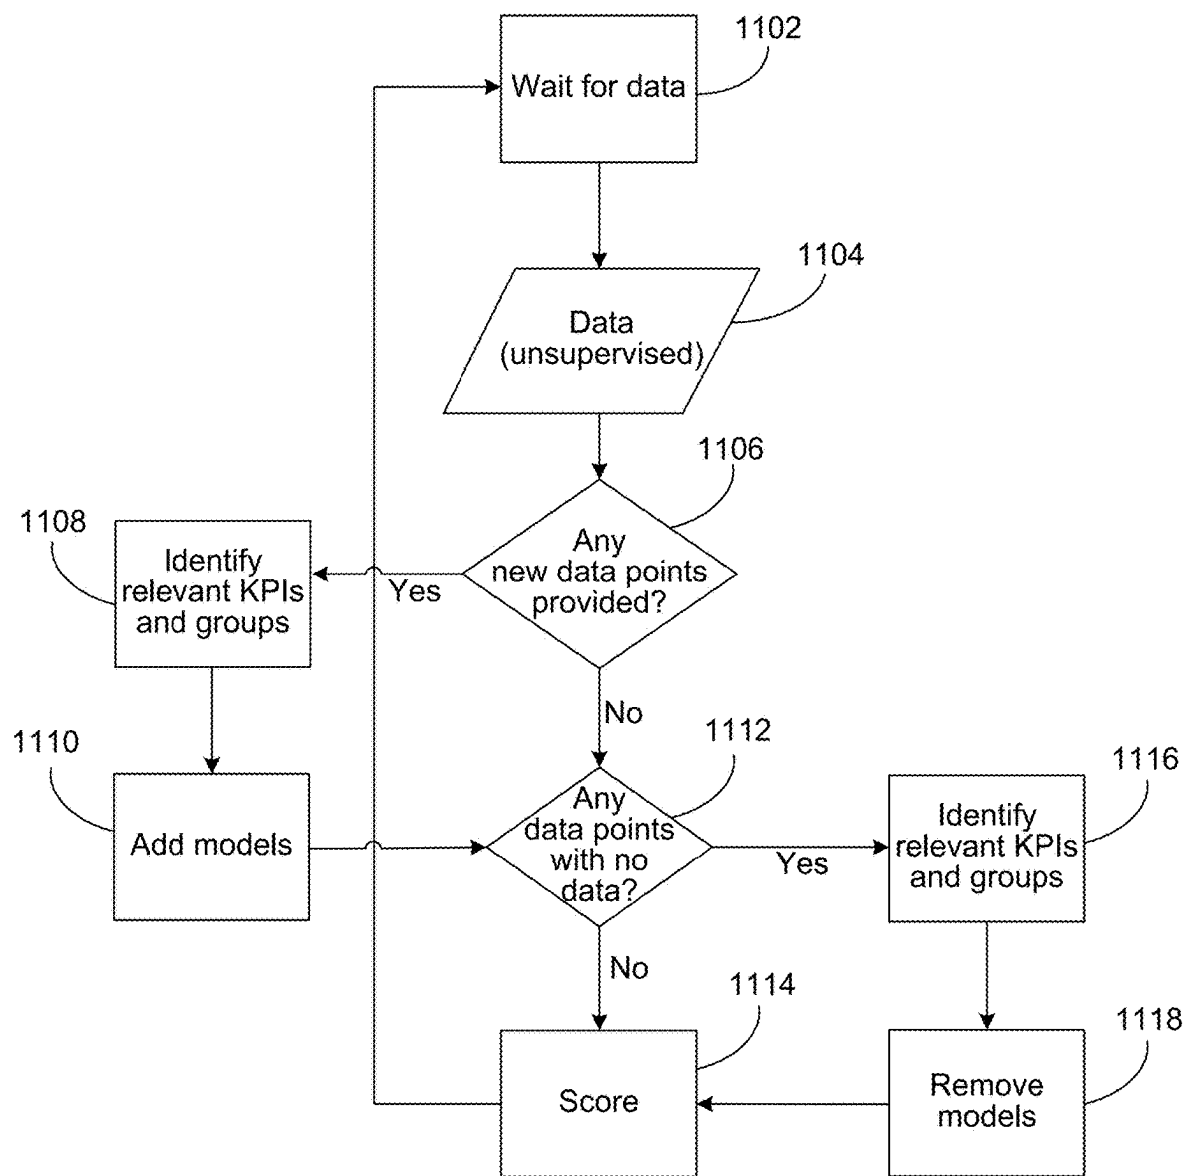 1102
Wait for data
1104
Data
(unsupervised)
1106
Any
new data points
provided?
Yes
1108
Identify
relevant KPIs
and groups
No
1110
Add models
1112
Any
data points
with no
data?
Yes
1116
Identify
relevant KPIs
and groups
No
1114
Score
1118
Remove
models